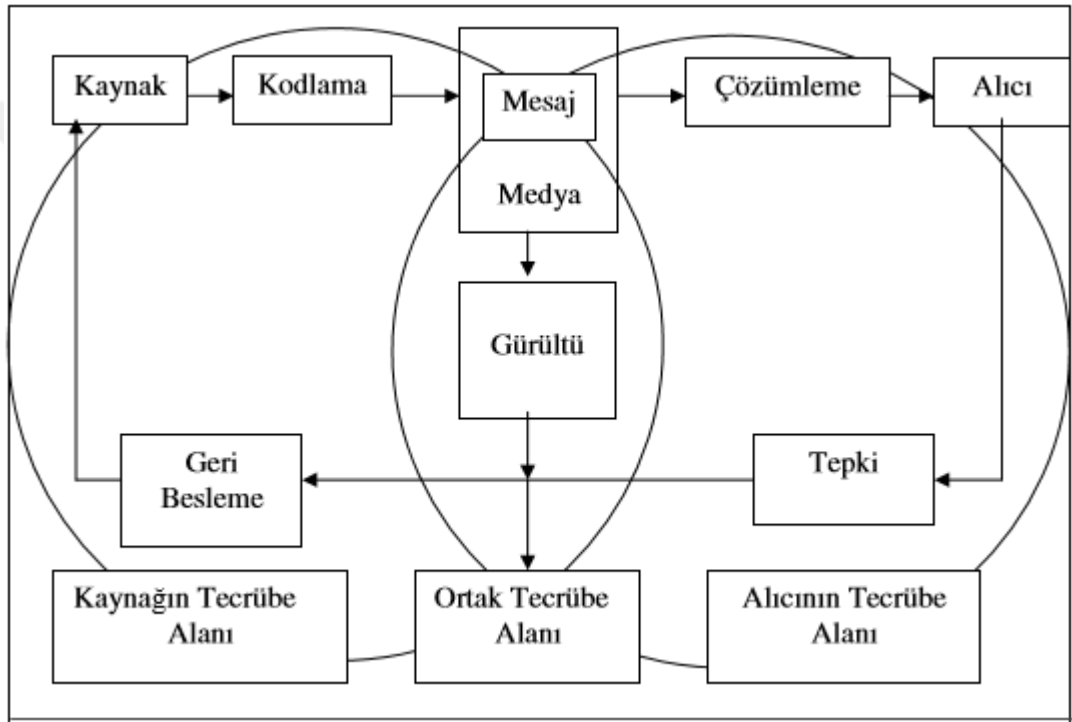 Kaynak
Kodlama
Mesaj
Medya
Çözümleme
Alıcı
Gürültü
Geri
Besleme
Tepki
Kaynağın Tecrübe
Alanı
Ortak Tecrübe
Alanı
Alıcının Tecrübe
Alanı